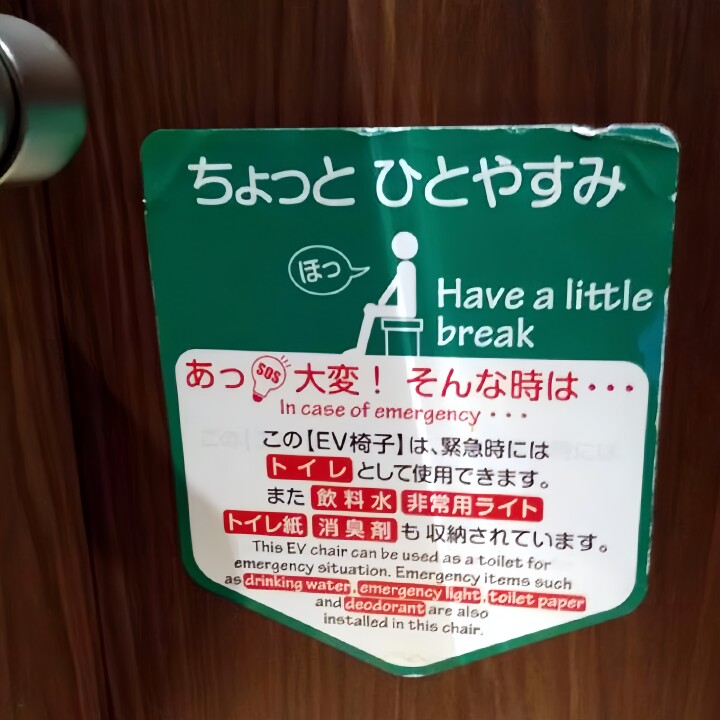 ちょっと ひとやすみ
ほっ
Have a little
break
あっ SOS 大変！ そんな時は・・・
In case of emergency・・・
この【EV椅子】は、緊急時には
トイレとして使用できます。
また 飲料水 非常用ライト
トイレ紙 消臭剤 も収納されています。
This EV chair can be used as a toilet for
emergency situation. Emergency items such
as drinking water, emergency light, toilet paper
and deodorant are also
installed in this chair.